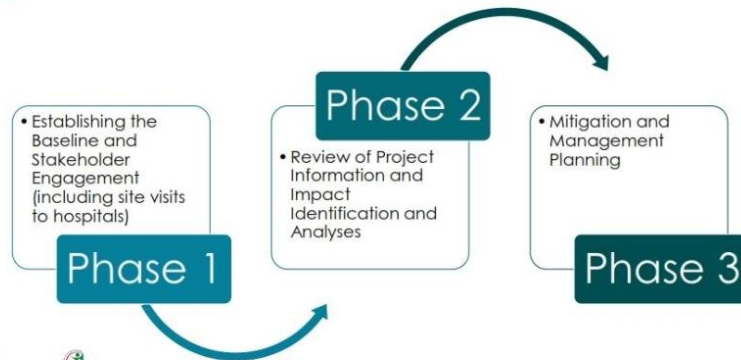 • Establishing the
Baseline and
Stakeholder
Engagement
(including site visits
to hospitals)
Phase 1
Phase 2
• Review of Project
Information and
Impact
Identification and
Analyses
• Mitigation and
Management
Planning
Phase 3